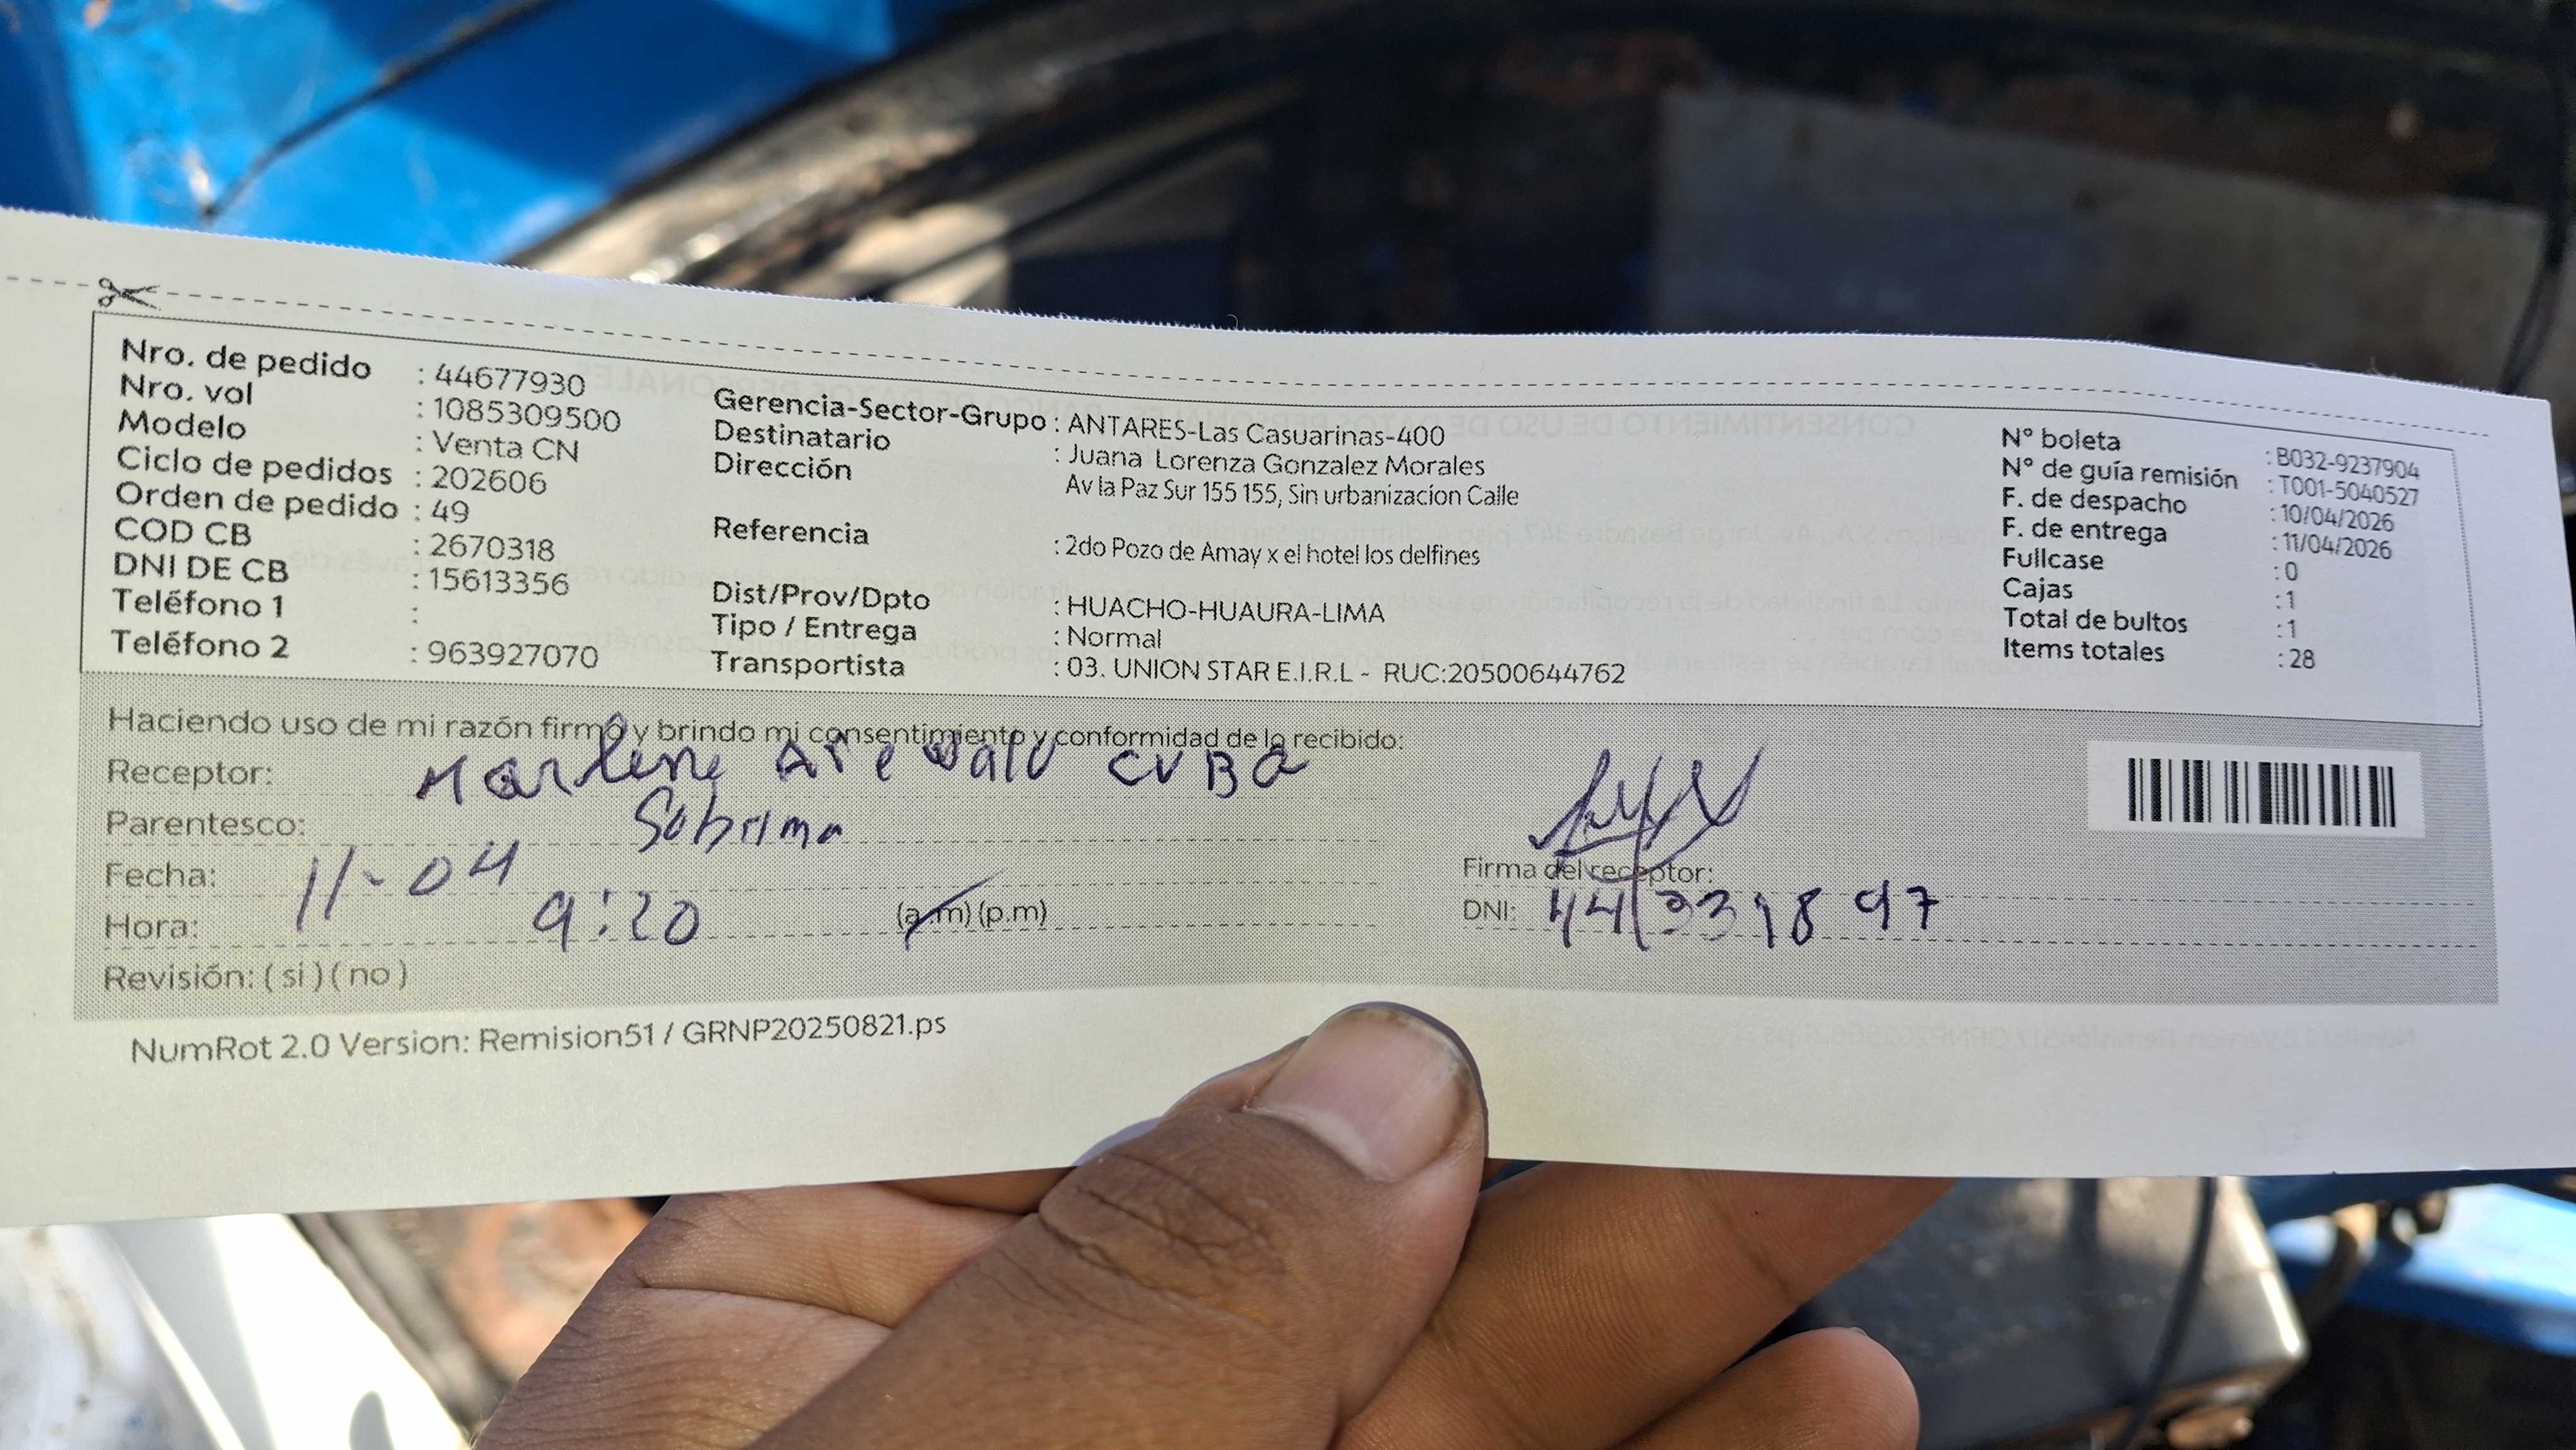 Nro. de pedido : 44677930
Nro. vol : 1085309500
Modelo : Venta CN
Ciclo de pedidos : 202606
Orden de pedido : 49
COD CB : 2670318
DNI DE CB : 15613356
Teléfono 1 :
Teléfono 2 : 963927070
Gerencia-Sector-Grupo : ANTARES-Las Casuarinas-400
Destinatario : Juana Lorenza Gonzalez Morales
Dirección Av la Paz Sur 155 155, Sin urbanizacion Calle
Referencia : 2do Pozo de Amay x el hotel los delfines
Dist/Prov/Dpto : HUACHO-HUAURA-LIMA
Tipo / Entrega : Normal
Transportista : 03. UNION STAR E.I.R.L - RUC:20500644762
N° boleta : B032-9237904
N° de guía remisión : T001-5040527
F. de despacho : 10/04/2026
F. de entrega : 11/04/2026
Fullcase : 0
Cajas : 1
Total de bultos : 1
Items totales : 28
Haciendo uso de mi razón firmo y brindo mi consentimiento y conformidad de lo recibido:
Receptor: Marlene Arevalo CUBa
Parentesco: Sobrima
Fecha: 11-04
Hora: 9:20 (a.m) (p.m)
Revisión: ( si ) ( no )
Firma del receptor:
DNI:
NumRot 2.0 Version: Remision51 / GRNP20250821.ps